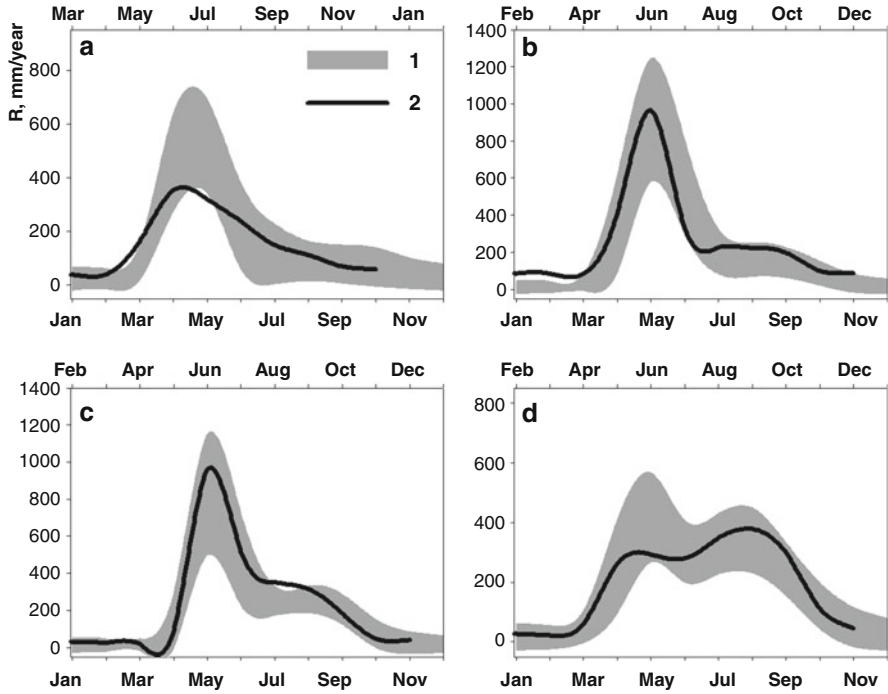 Mar May Jul Sep Nov Jan
a
1
2
R, mm/year
800
600
400
200
0
Jan Mar May Jul Sep Nov
Feb Apr Jun Aug Oct Dec
b
1400
1200
1000
800
600
400
200
0
Jan Mar May Jul Sep Nov
Feb Apr Jun Aug Oct Dec
c
1400
1200
1000
800
600
400
200
0
Jan Mar May Jul Sep Nov
Feb Apr Jun Aug Oct Dec
d
800
600
400
200
0
Jan Mar May Jul Sep Nov